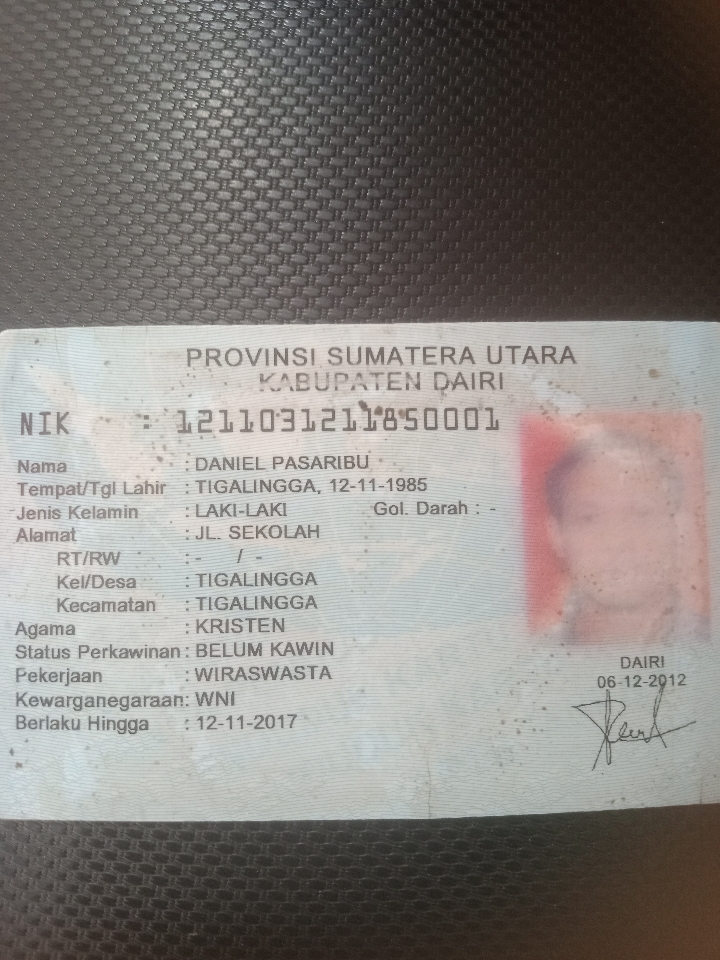 PROVINSI SUMATERA UTARA
KABUPATEN DAIRI
NIK : 1211031211850001
Nama : DANIEL PASARIBU
Tempat/Tgl Lahir : TIGALINGGA, 12-11-1985
Jenis Kelamin : LAKI-LAKI Gol. Darah : -
Alamat : JL. SEKOLAH
RT/RW : - / -
Kel/Desa : TIGALINGGA
Kecamatan : TIGALINGGA
Agama : KRISTEN
Status Perkawinan : BELUM KAWIN
Pekerjaan : WIRASWASTA
Kewarganegaraan : WNI
Berlaku Hingga : 12-11-2017
DAIRI
06-12-2012